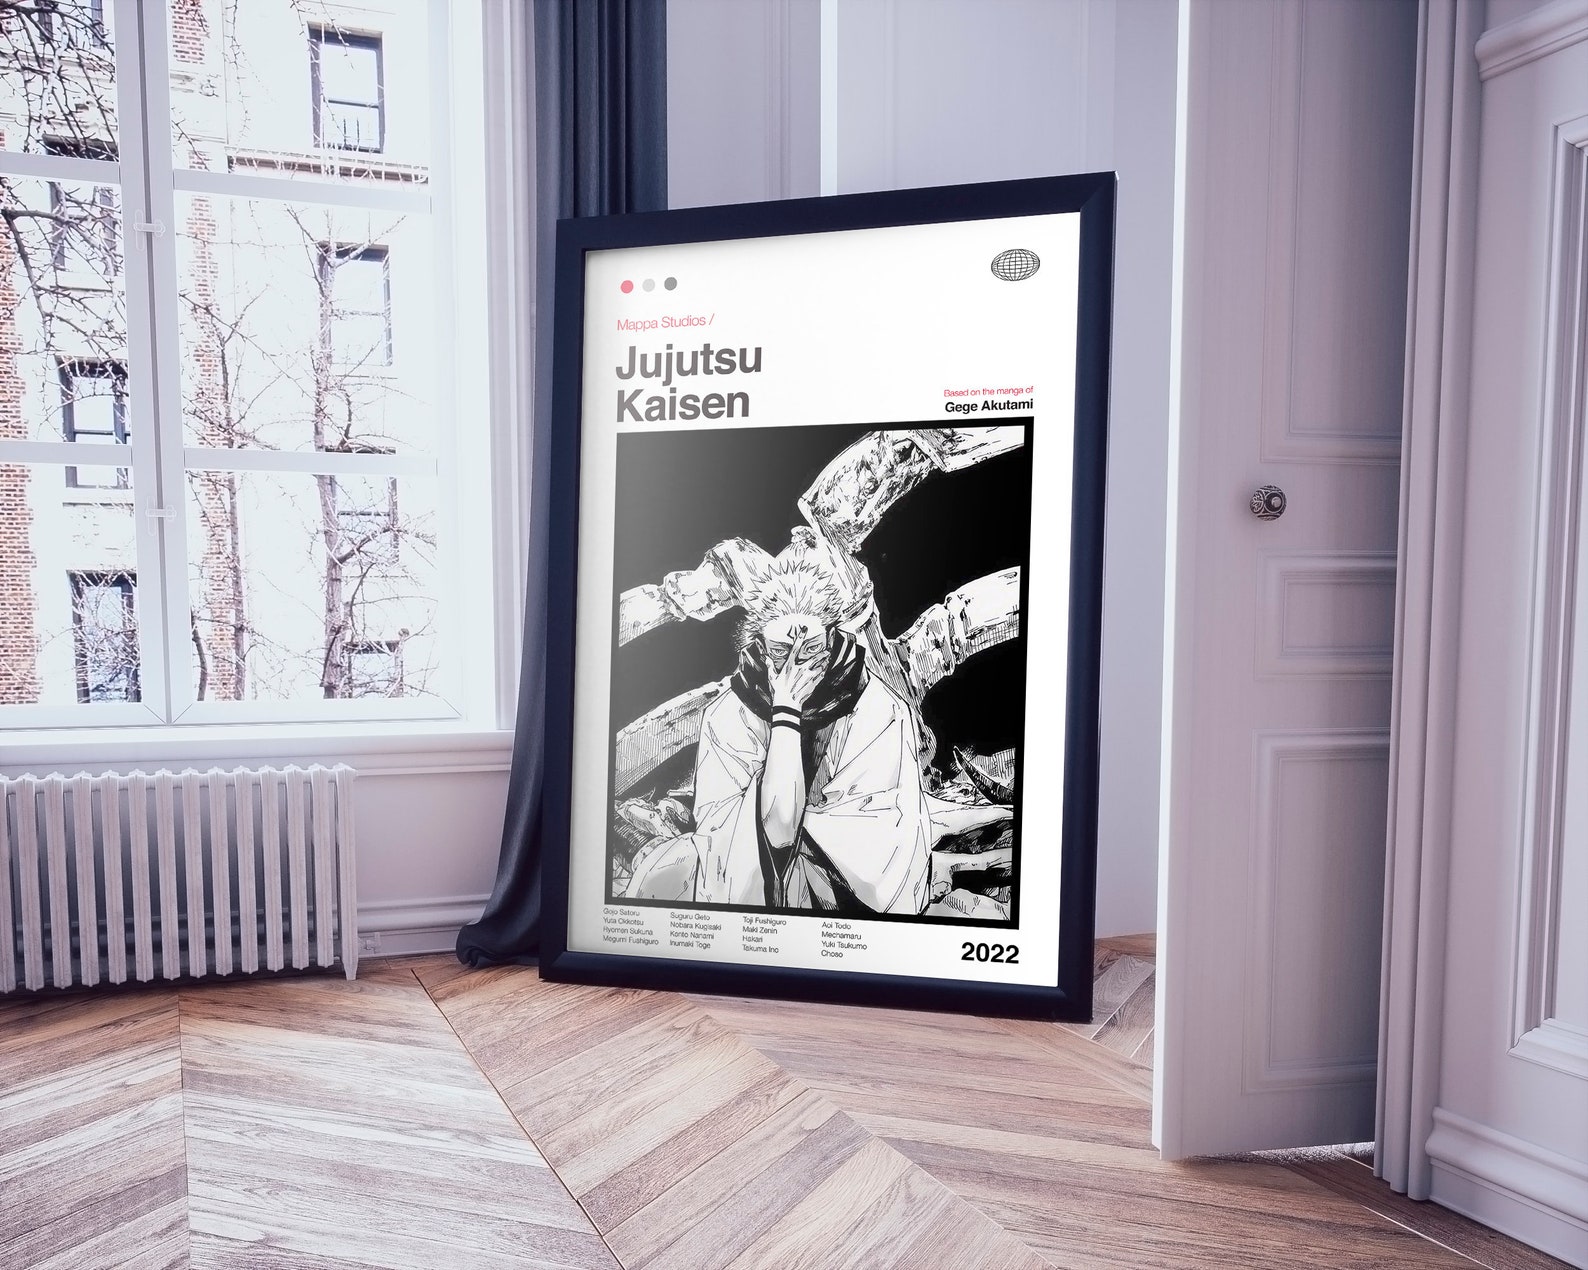 Mappa Studios /
Jujutsu
Kaisen
Based on the manga of
Gege Akutami
Gojo Satoru
Yuta Okkotsu
Ryomen Sukuna
Megumi Fushiguro
Suguru Geto
Nobara Kugisaki
Kento Nanami
Inumaki Toge
Toji Fushiguro
Maki Zenin
Hakari
Takuma Ino
Aoi Todo
Mechamaru
Yuki Tsukumo
Choso
2022